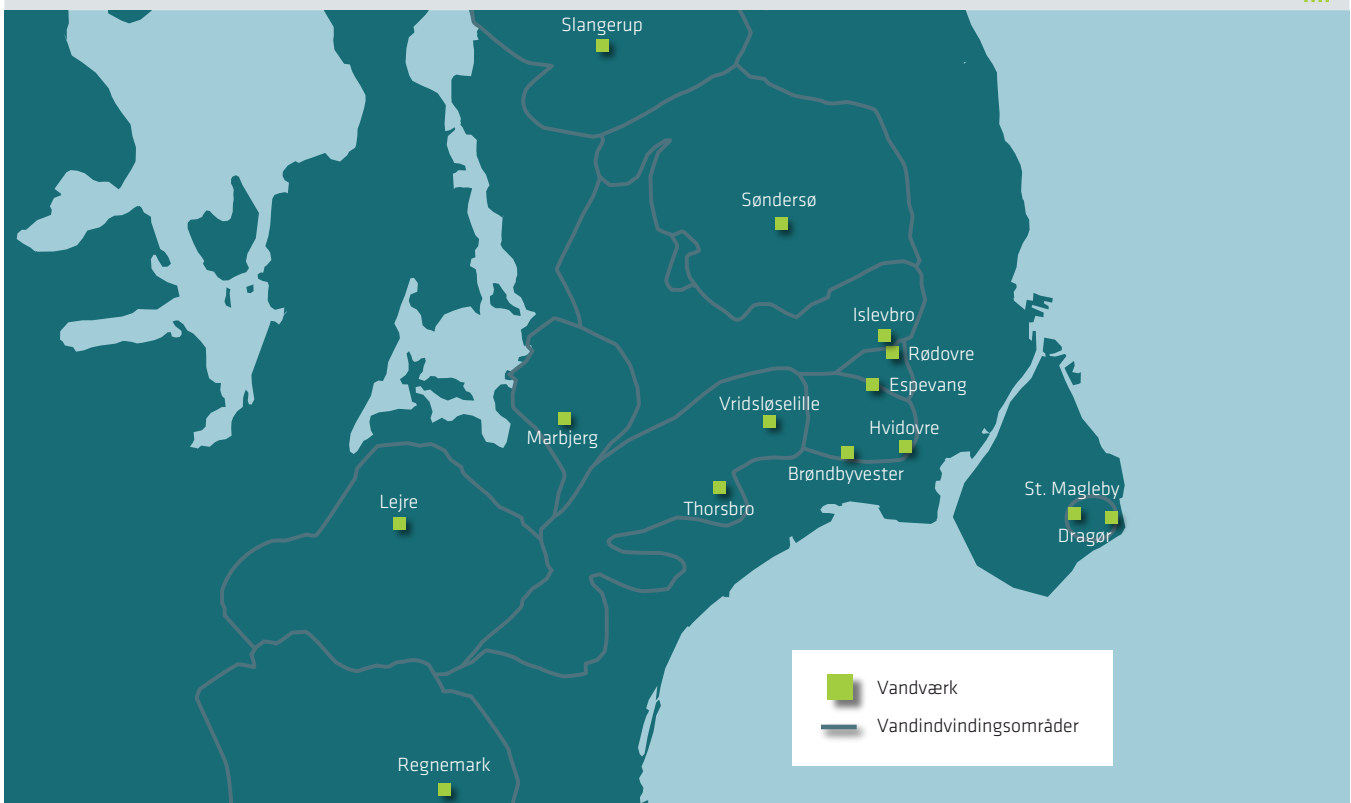 Slangerup
Søndersø
Islevbro
Rødovre
Espevang
Vridsløselille
Hvidovre
Marbjerg
Brøndbyvester
St. Magleby
Lejre
Thorsbro
Dragør
Vandværk
Vandindvindingsområder
Regnemark